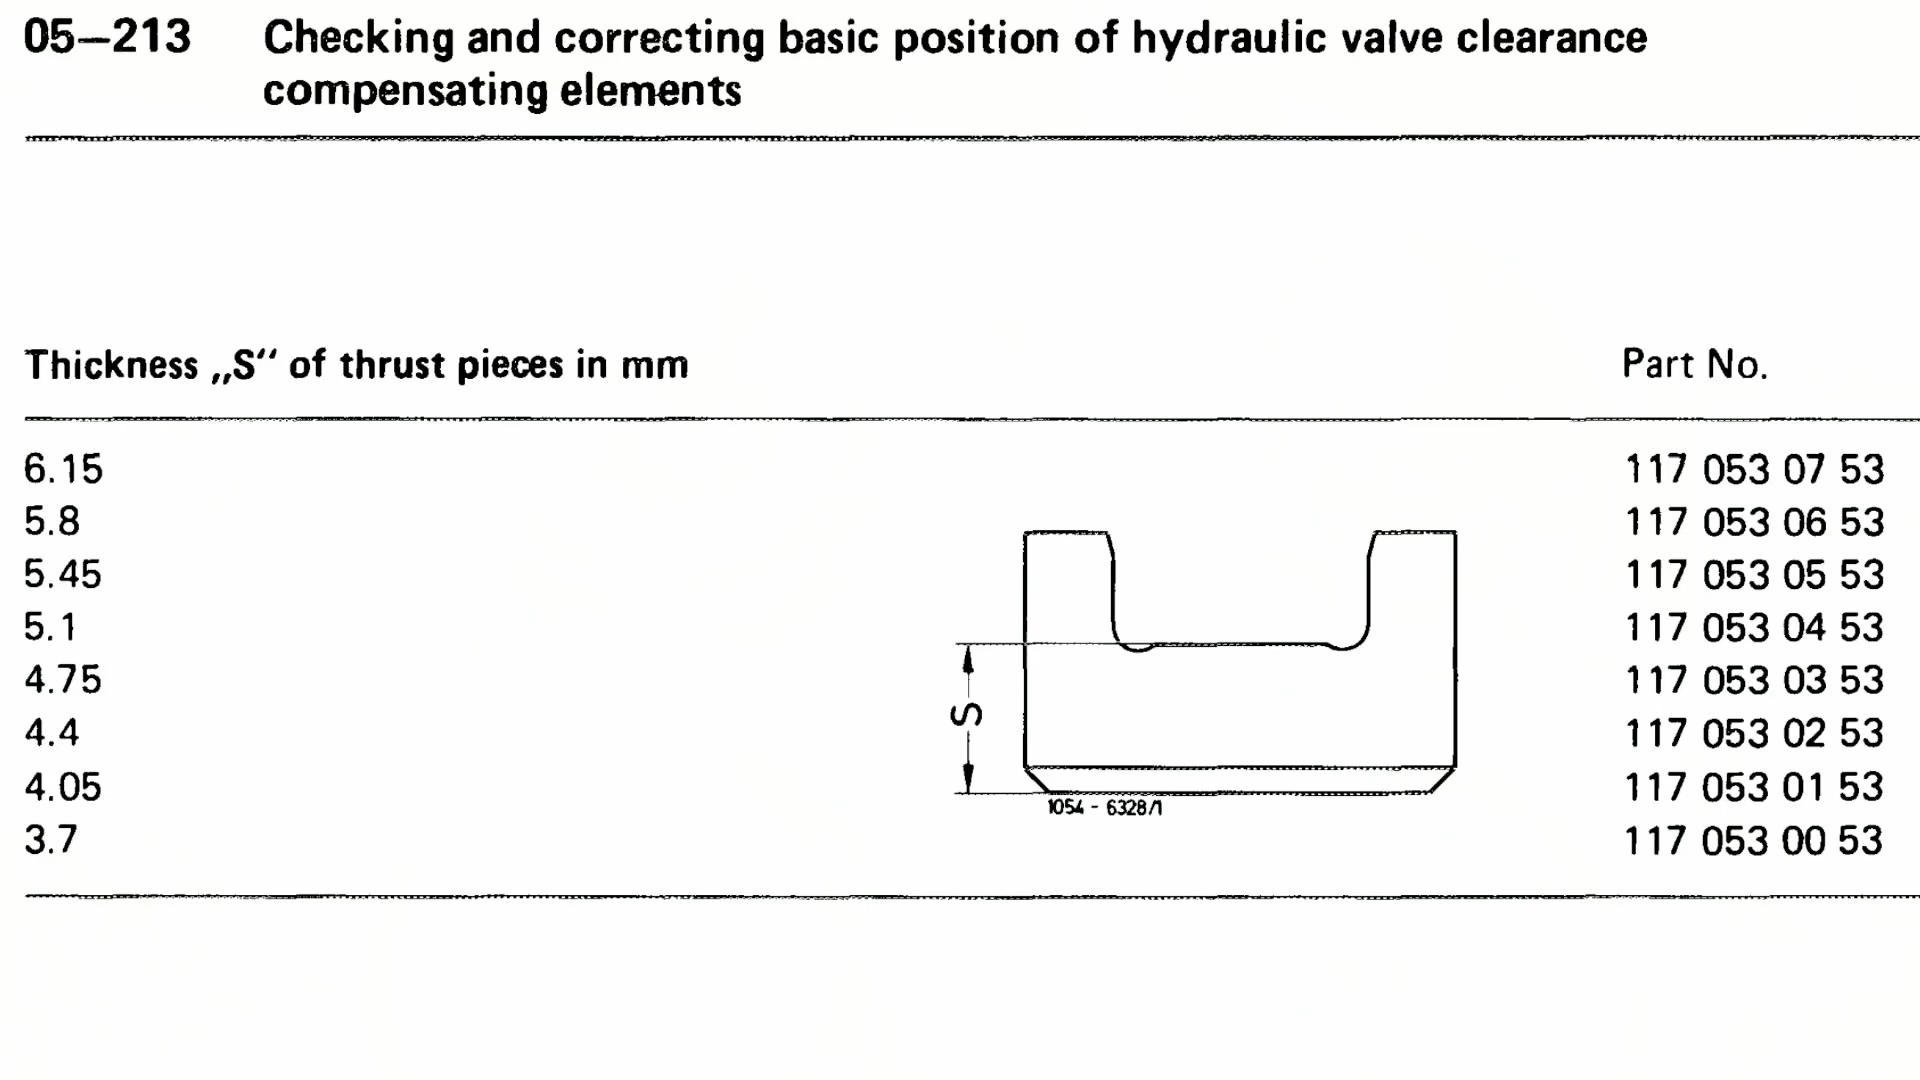 05—213 Checking and correcting basic position of hydraulic valve clearance
compensating elements
Thickness „S“ of thrust pieces in mm Part No.
6.15 117 053 07 53
5.8 117 053 06 53
5.45 117 053 05 53
5.1 117 053 04 53
4.75 117 053 03 53
S
4.4 117 053 02 53
4.05 117 053 01 53
1054 - 6328/1
3.7 117 053 00 53